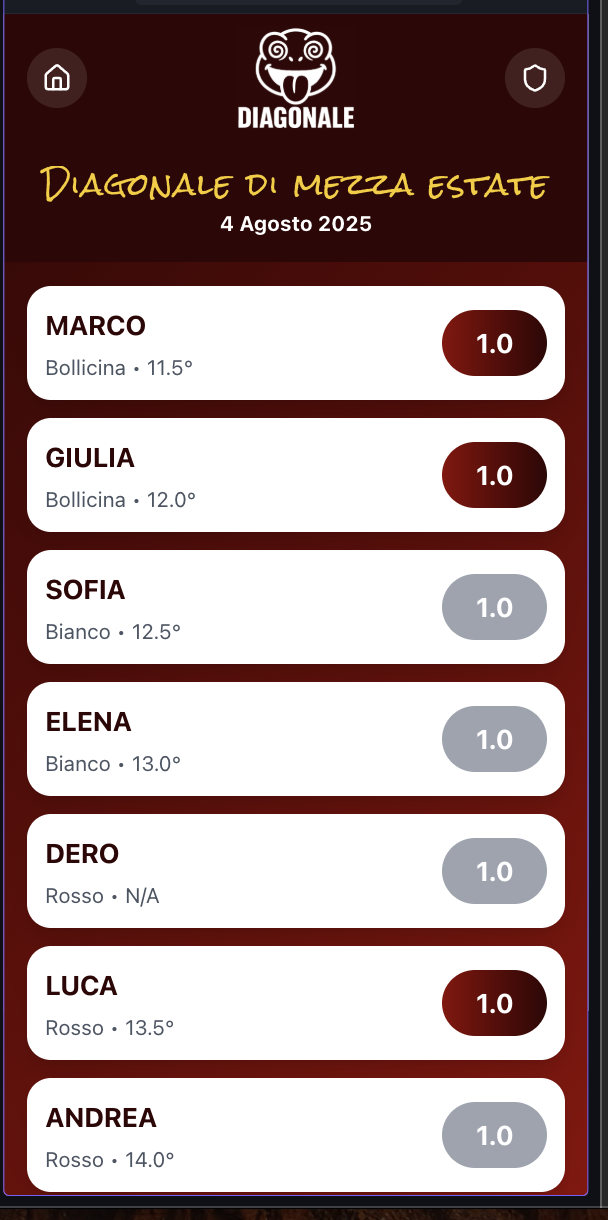 DIAGONALE
Diagonale di mezza estate
4 Agosto 2025
MARCO
Bollicina • 11.5°
1.0
GIULIA
Bollicina • 12.0°
1.0
SOFIA
Bianco • 12.5°
1.0
ELENA
Bianco • 13.0°
1.0
DERO
Rosso • N/A
1.0
LUCA
Rosso • 13.5°
1.0
ANDREA
Rosso • 14.0°
1.0